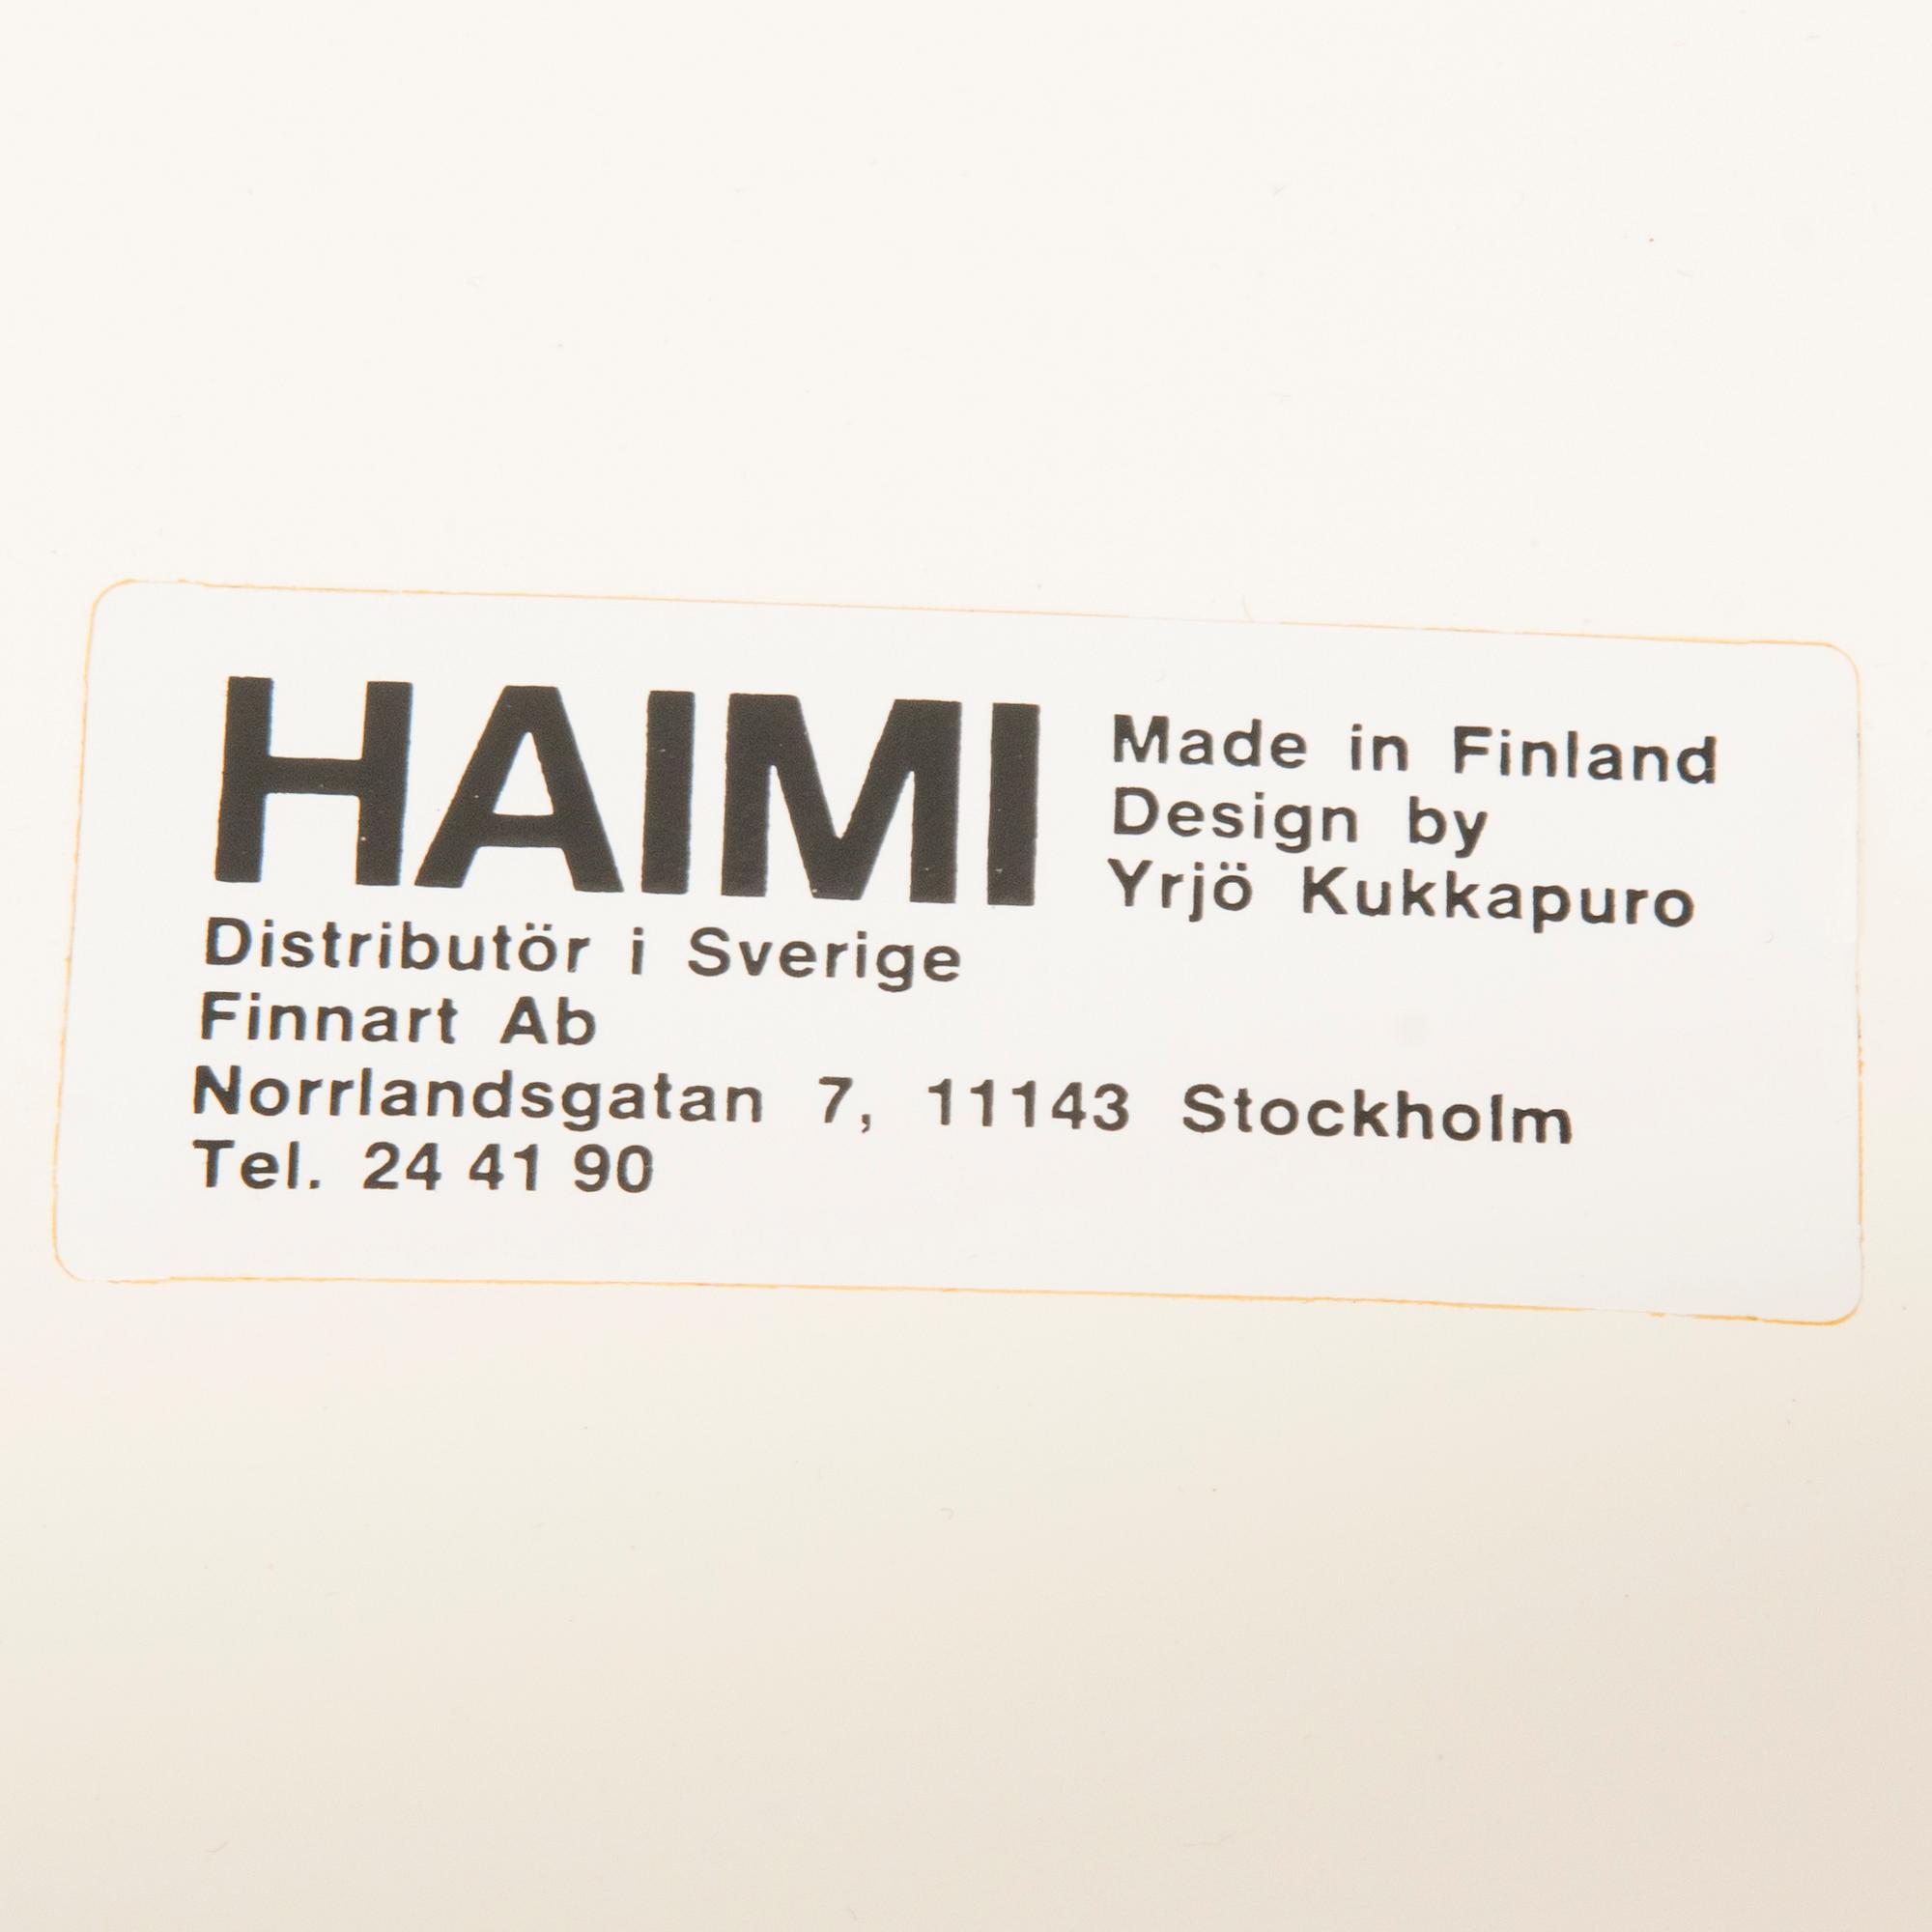 HAIMI
Made in Finland
Design by
Yrjö Kukkapuro
Distributör i Sverige
Finnart Ab
Norrlandsgatan 7, 11143 Stockholm
Tel. 24 41 90